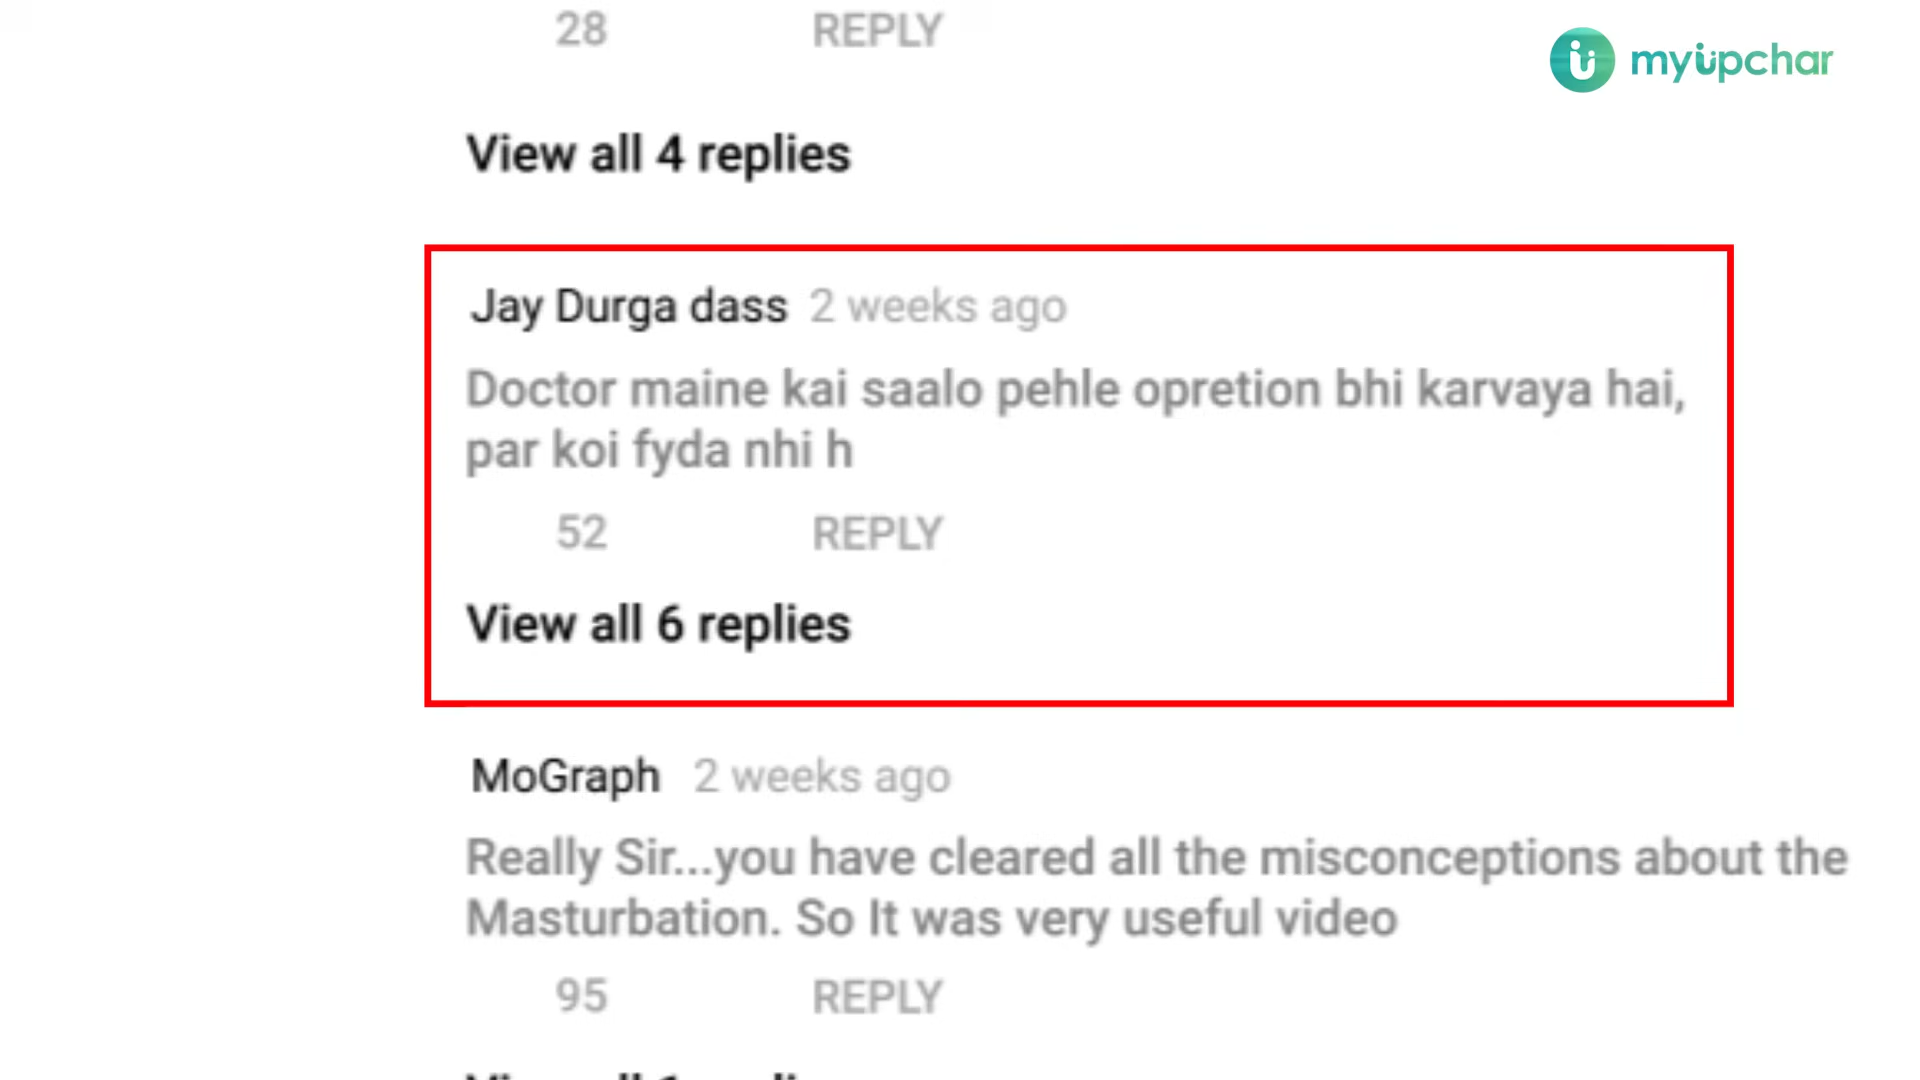 28 REPLY
myUpchar
View all 4 replies
Jay Durga dass 2 weeks ago
Doctor maine kai saalo pehle opretion bhi karvaya hai,
par koi fyda nhi h
52 REPLY
View all 6 replies
MoGraph 2 weeks ago
Really Sir...you have cleared all the misconceptions about the
Masturbation. So It was very useful video
95 REPLY